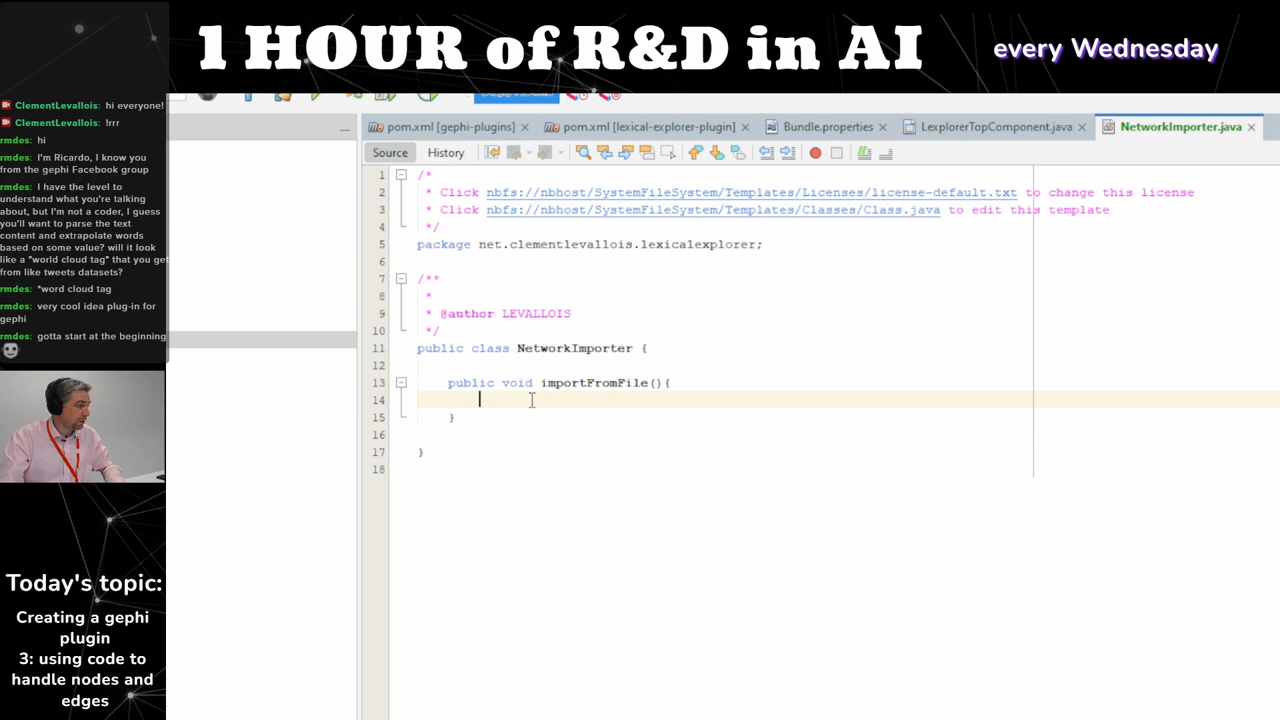 1 HOUR of R&D in AI
every Wednesday
ClementLevallois: hi everyone!
ClementLevallois: !rrr
rmdes: hi
rmdes: I'm Ricardo, I know you
from the gephi Facebook group
rmdes: I have the level to
understand what you're talking
about, but I'm not a coder, I guess
you'll want to parse the text
content and extrapolate words
based on some value? will it look
like a "world cloud tag" that you get
from like tweets datasets?
rmdes: *word cloud tag
rmdes: very cool idea plug-in for
gephi
rmdes: gotta start at the beginning
Today's topic:
Creating a gephi
plugin
3: using code to
handle nodes and
edges
pom.xml [gephi-plugins] pom.xml [lexical-explorer-plugin] Bundle.properties LexplorerTopComponent.java NetworkImporter.java
Source History
1 /*
2 * Click nbfs://nbhost/SystemFileSystem/Templates/Licenses/license-default.txt to change this license
3 * Click nbfs://nbhost/SystemFileSystem/Templates/Classes/Class.java to edit this template
4 */
5 package net.clementlevallois.lexicalexplorer;
6
7 /**
8 *
9 * @author LEVALLOIS
10 */
11 public class NetworkImporter {
12
13 public void importFromFile(){
14
15 }
16
17 }
18